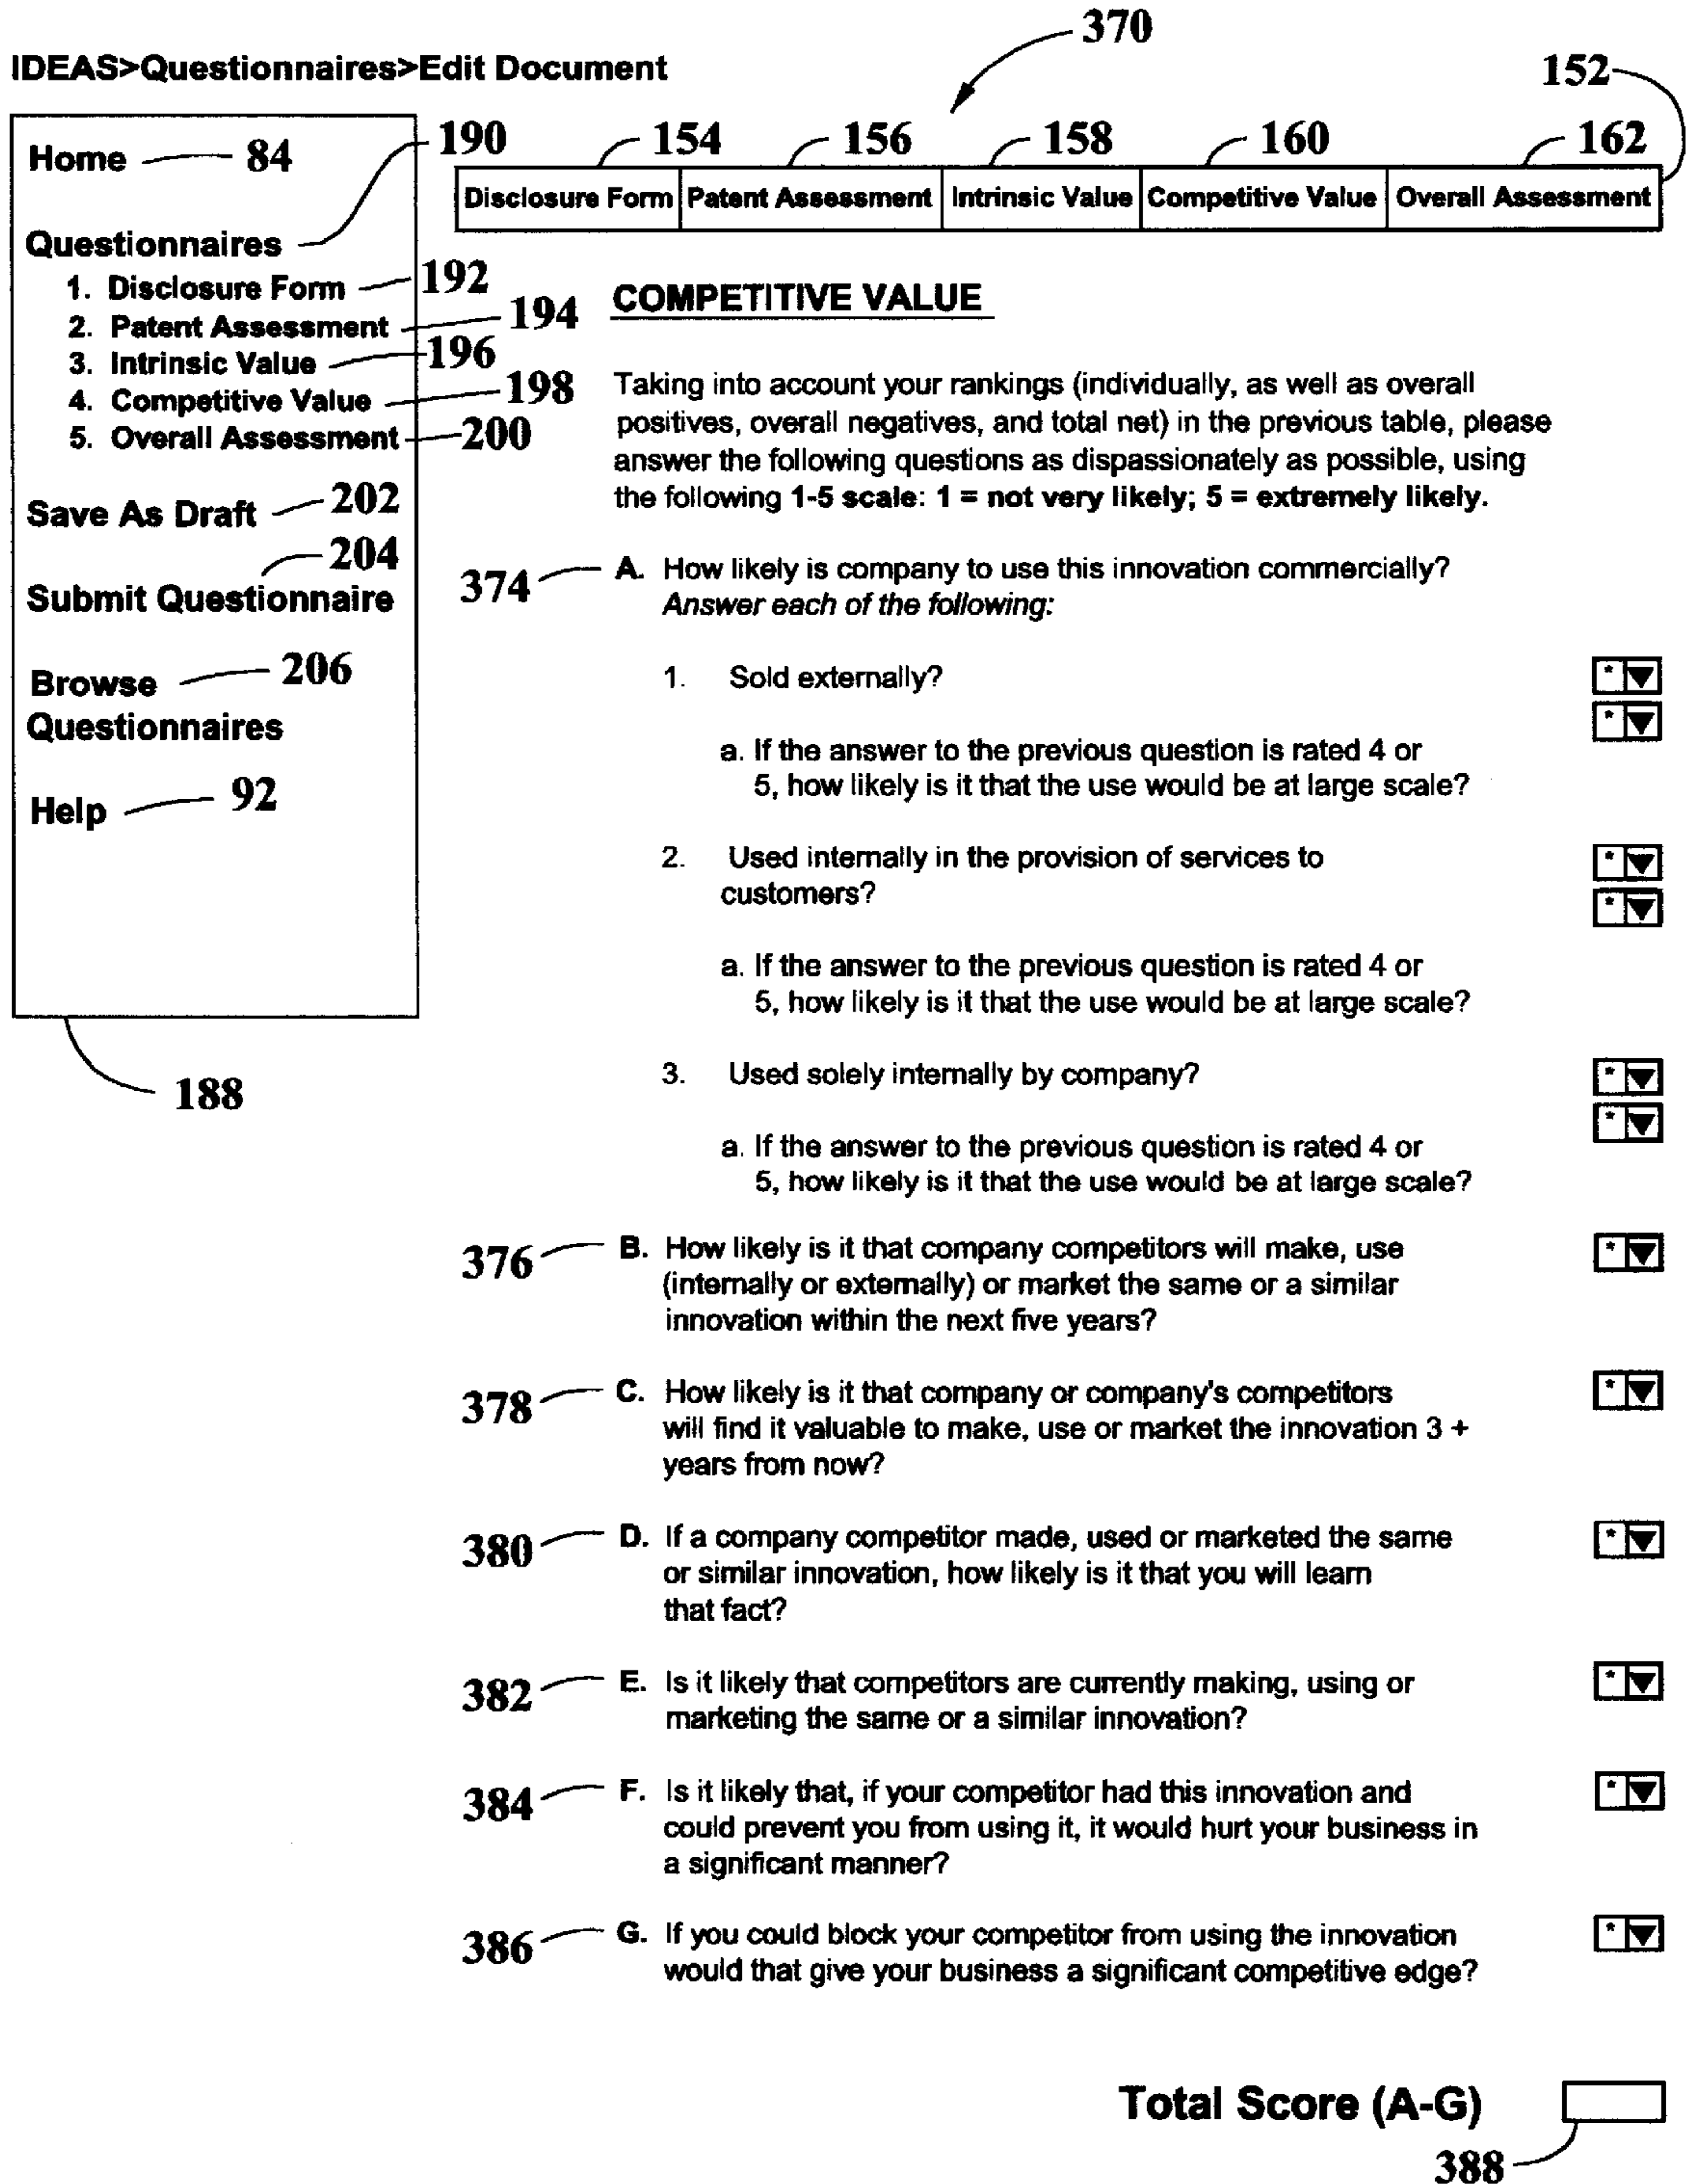 370
IDEAS>Questionnaires>Edit Document
152
Home 84
190
154 156 158 160 162
Disclosure Form Patent Assessment Intrinsic Value Competitive Value Overall Assessment
Questionnaires
1. Disclosure Form 192
2. Patent Assessment 194
3. Intrinsic Value 196
4. Competitive Value 198
5. Overall Assessment 200
Save As Draft 202
204
Submit Questionnaire
Browse 206
Questionnaires
Help 92
188
COMPETITIVE VALUE
Taking into account your rankings (individually, as well as overall
positives, overall negatives, and total net) in the previous table, please
answer the following questions as dispassionately as possible, using
the following 1-5 scale: 1 = not very likely; 5 = extremely likely.
374 A. How likely is company to use this innovation commercially?
Answer each of the following:
1. Sold externally? *
*
a. If the answer to the previous question is rated 4 or
5, how likely is it that the use would be at large scale?
2. Used internally in the provision of services to *
customers? *
a. If the answer to the previous question is rated 4 or
5, how likely is it that the use would be at large scale?
3. Used solely internally by company? *
*
a. If the answer to the previous question is rated 4 or
5, how likely is it that the use would be at large scale?
376 B. How likely is it that company competitors will make, use *
(internally or externally) or market the same or a similar
innovation within the next five years?
378 C. How likely is it that company or company's competitors *
will find it valuable to make, use or market the innovation 3 +
years from now?
380 D. If a company competitor made, used or marketed the same *
or similar innovation, how likely is it that you will learn
that fact?
382 E. Is it likely that competitors are currently making, using or *
marketing the same or a similar innovation?
384 F. Is it likely that, if your competitor had this innovation and *
could prevent you from using it, it would hurt your business in
a significant manner?
386 G. If you could block your competitor from using the innovation *
would that give your business a significant competitive edge?
Total Score (A-G)
388